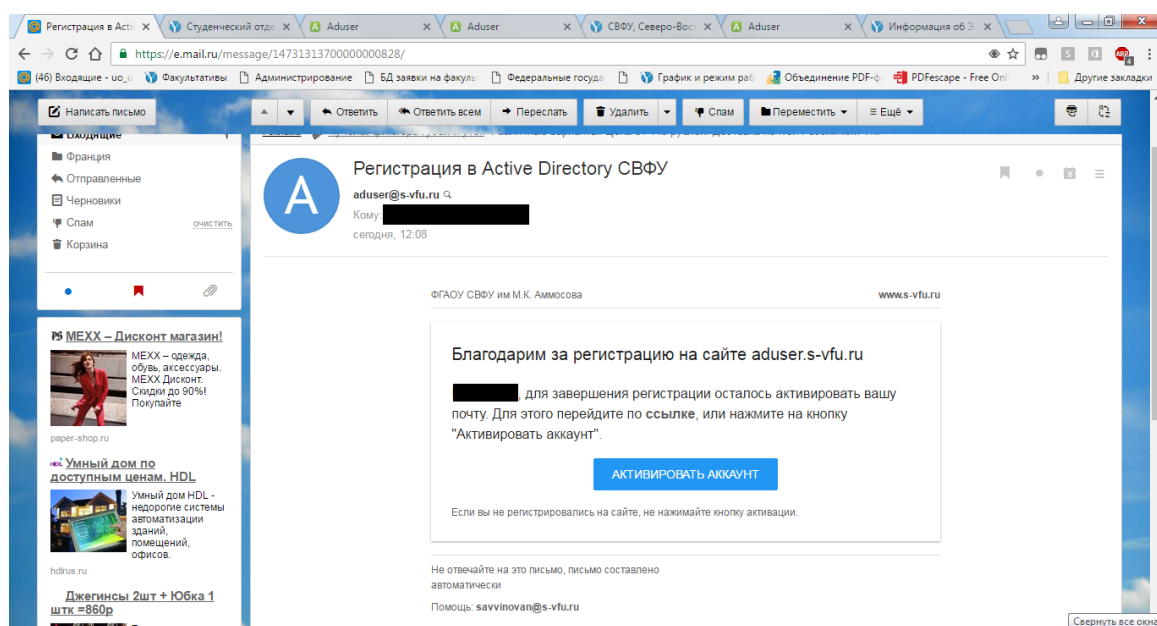 Регистрация в Acti
Студенческий отде
Aduser
Aduser
СВФУ, Северо-Вост
Aduser
Информация об Э
https://e.mail.ru/message/14731313700000000828/
(46) Входящие - uo_u
Факультативы
Администрирование
БД заявки на факуль
Федеральные госуда
График и режим раб
Объединение PDF-ф
PDFescape - Free Onli
»
Другие закладки
Написать письмо
Ответить
Ответить всем
Переслать
Удалить
Спам
Переместить
Ещё
Входящие 1
Франция
Отправленные
Черновики
Спам очистить
Корзина
Регистрация в Active Directory СВФУ
A
aduser@s-vfu.ru
Кому:
сегодня, 12:08
6
ФГАОУ СВФУ им М.К. Аммосова
www.s-vfu.ru
Благодарим за регистрацию на сайте aduser.s-vfu.ru
, для завершения регистрации осталось активировать вашу
почту. Для этого перейдите по ссылке, или нажмите на кнопку
"Активировать аккаунт".
АКТИВИРОВАТЬ АККАУНТ
Если вы не регистрировались на сайте, не нажимайте кнопку активации.
Не отвечайте на это письмо, письмо составлено
автоматически
Помощь: savvinovan@s-vfu.ru
MEXX – Дисконт магазин!
MEXX – одежда,
обувь, аксессуары.
MEXX Дисконт.
Скидки до 90%!
Покупайте
paper-shop.ru
HDL Умный дом по
доступным ценам. HDL
Умный дом HDL -
недорогие системы
автоматизации
зданий,
помещений,
офисов.
hdlrus.ru
Джегинсы 2шт + Юбка 1
штк =860р
Свернуть все окна